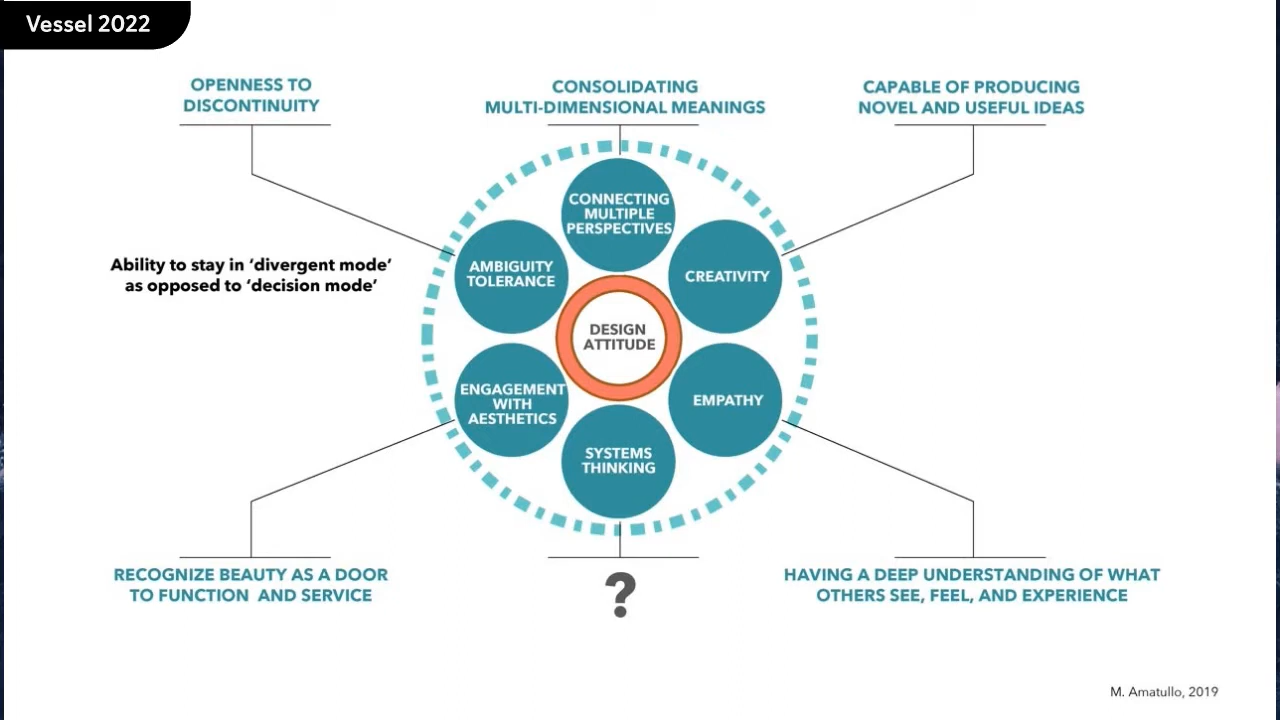 Vessel 2022
OPENNESS TO
DISCONTINUITY
CONSOLIDATING
MULTI-DIMENSIONAL MEANINGS
CAPABLE OF PRODUCING
NOVEL AND USEFUL IDEAS
CONNECTING
MULTIPLE
PERSPECTIVES
Ability to stay in ‘divergent mode’
as opposed to ‘decision mode’
AMBIGUITY
TOLERANCE
CREATIVITY
DESIGN
ATTITUDE
ENGAGEMENT
WITH
AESTHETICS
EMPATHY
SYSTEMS
THINKING
RECOGNIZE BEAUTY AS A DOOR
TO FUNCTION AND SERVICE
?
HAVING A DEEP UNDERSTANDING OF WHAT
OTHERS SEE, FEEL, AND EXPERIENCE
M. Amatullo, 2019